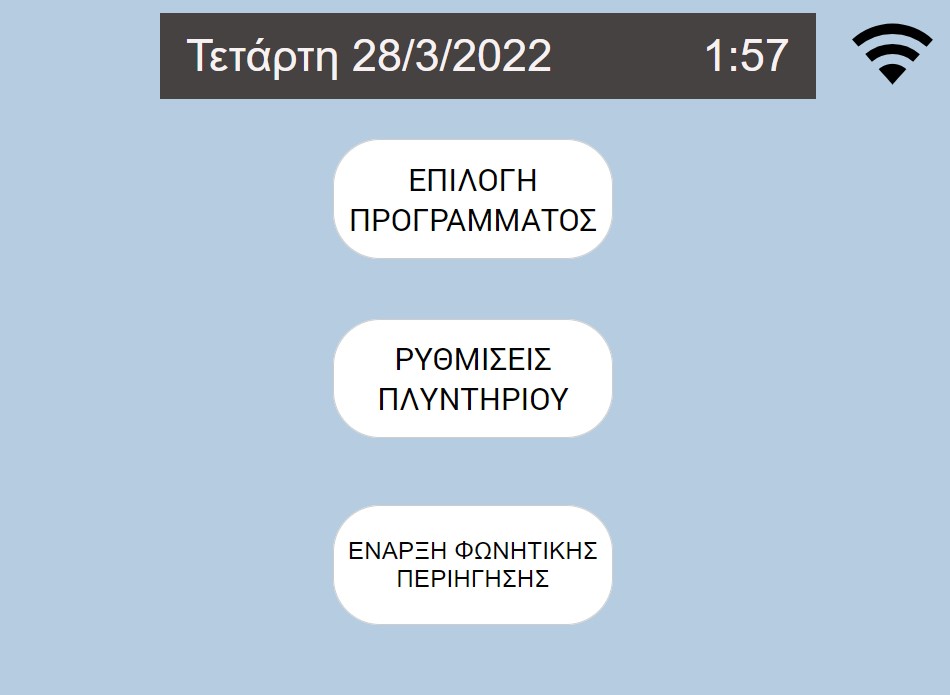 Τετάρτη 28/3/2022 1:57
ΕΠΙΛΟΓΗ
ΠΡΟΓΡΑΜΜΑΤΟΣ
ΡΥΘΜΙΣΕΙΣ
ΠΛΥΝΤΗΡΙΟΥ
ΕΝΑΡΞΗ ΦΩΝΗΤΙΚΗΣ
ΠΕΡΙΗΓΗΣΗΣ